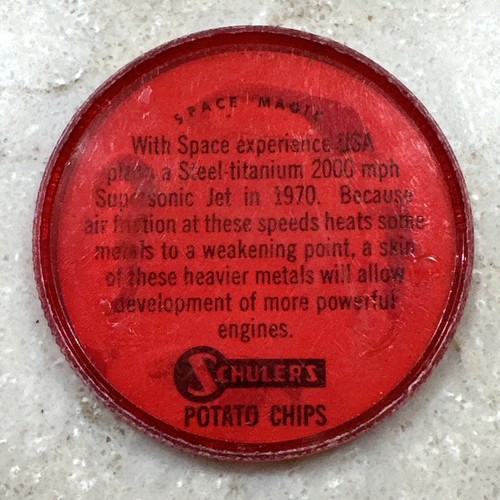 SPACE MAGIC
With Space experience USA
plans a Steel-titanium 2000 mph
Supersonic Jet in 1970. Because
air friction at these speeds heats some
metals to a weakening point, a skin
of these heavier metals will allow
development of more powerful
engines.
SCHULER'S
POTATO CHIPS